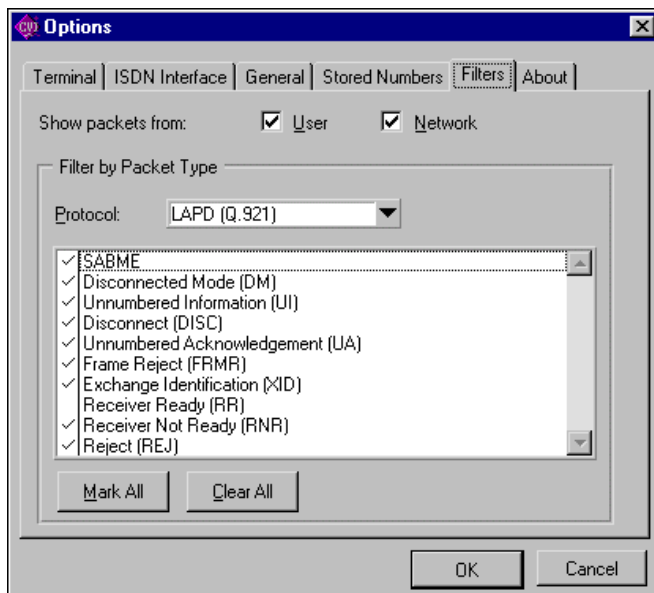 CVI Options
Terminal ISDN Interface General Stored Numbers Filters About
Show packets from: User Network
Filter by Packet Type
Protocol: LAPD (Q.921)
SABME
Disconnected Mode (DM)
Unnumbered Information (UI)
Disconnect (DISC)
Unnumbered Acknowledgement (UA)
Frame Reject (FRMR)
Exchange Identification (XID)
Receiver Ready (RR)
Receiver Not Ready (RNR)
Reject (REJ)
Mark All Clear All
OK Cancel